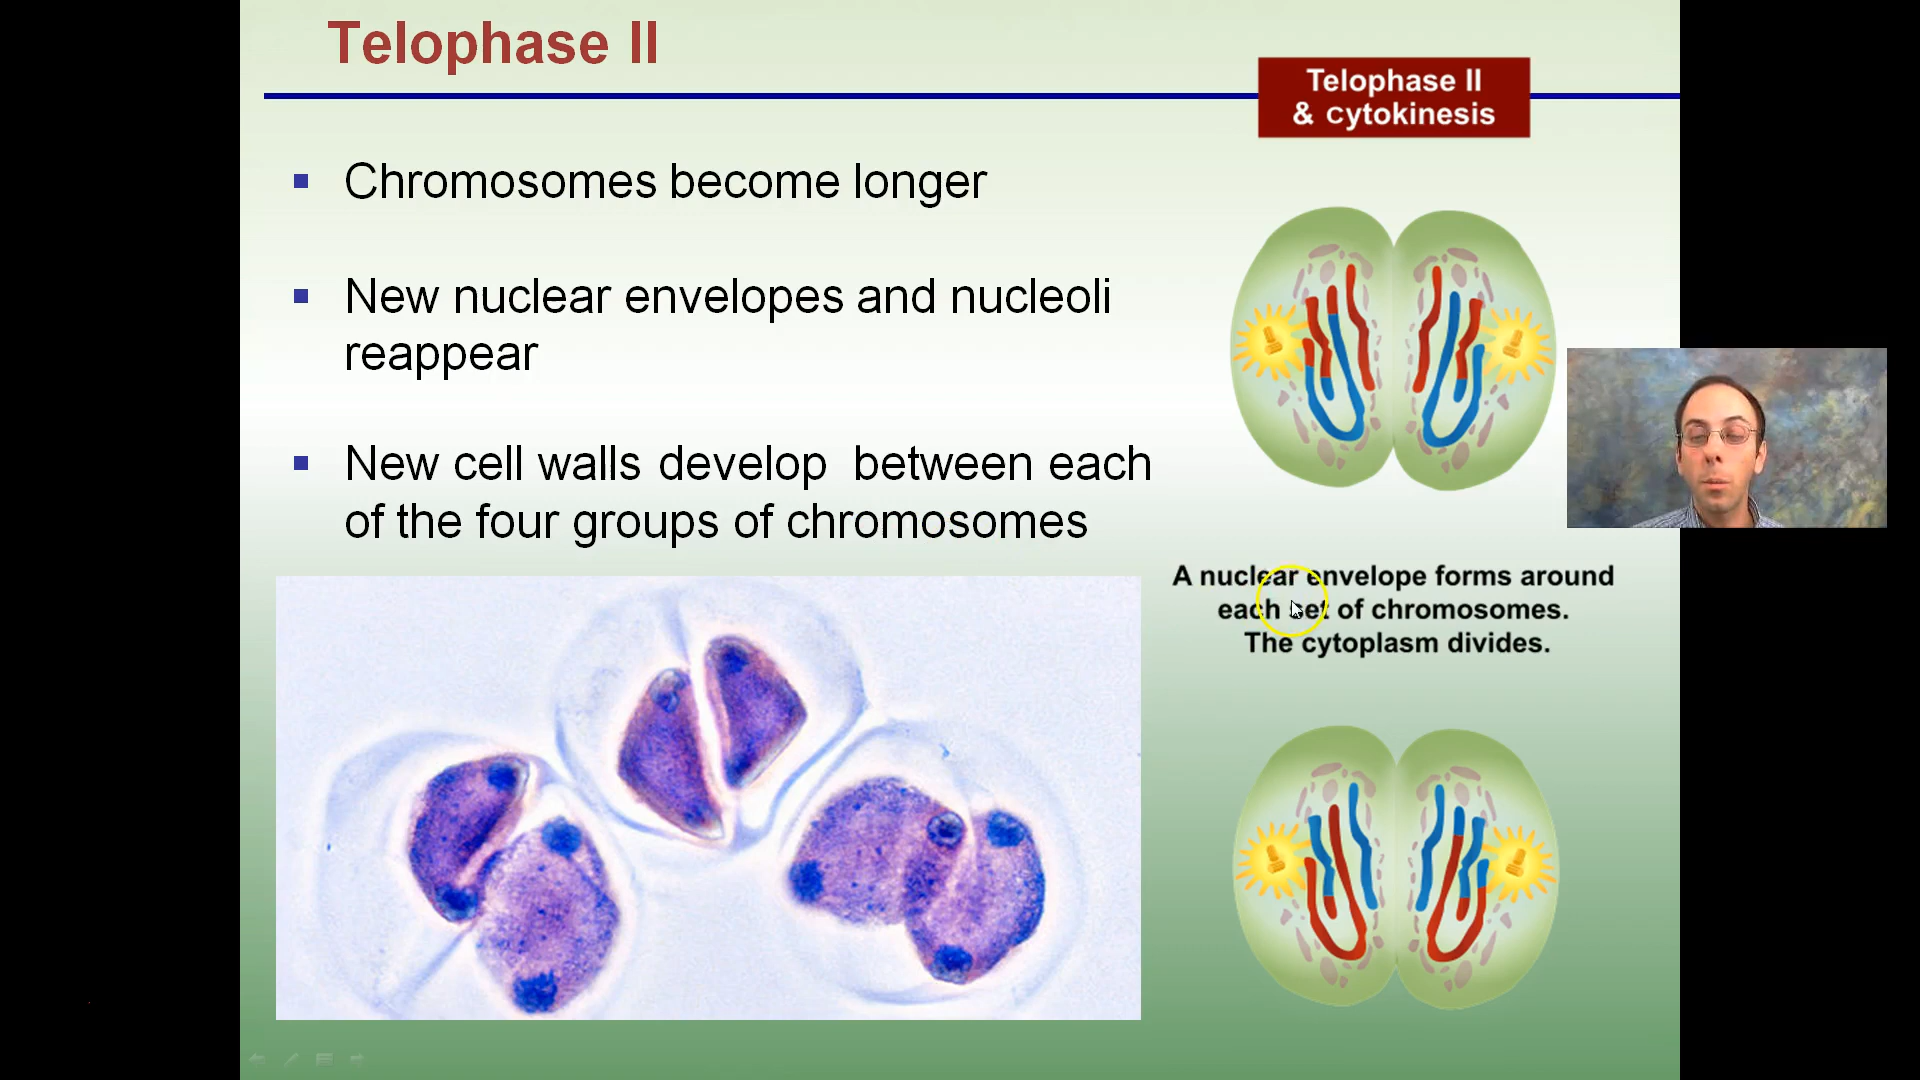 Telophase II
Telophase II
& Cytokinesis
Chromosomes become longer
New nuclear envelopes and nucleoli
reappear
New cell walls develop between each
of the four groups of chromosomes
A nuclear envelope forms around
each set of chromosomes.
The cytoplasm divides.